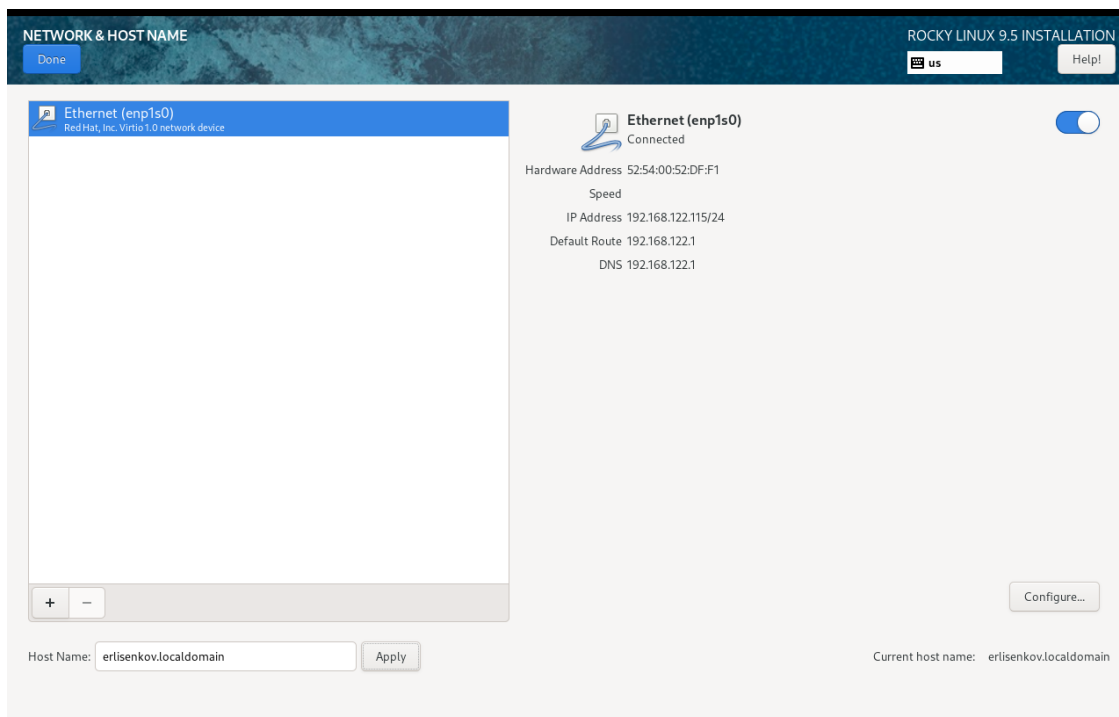 NETWORK & HOST NAME
ROCKY LINUX 9.5 INSTALLATION
Done
us
Help!
Ethernet (enp1s0)
Red Hat, Inc. Virtio 1.0 network device
Ethernet (enp1s0)
Connected
Hardware Address 52:54:00:52:DF:F1
Speed
IP Address 192.168.122.115/24
Default Route 192.168.122.1
DNS 192.168.122.1
+ −
Configure...
Host Name: erlisenkov.localdomain Apply
Current host name: erlisenkov.localdomain